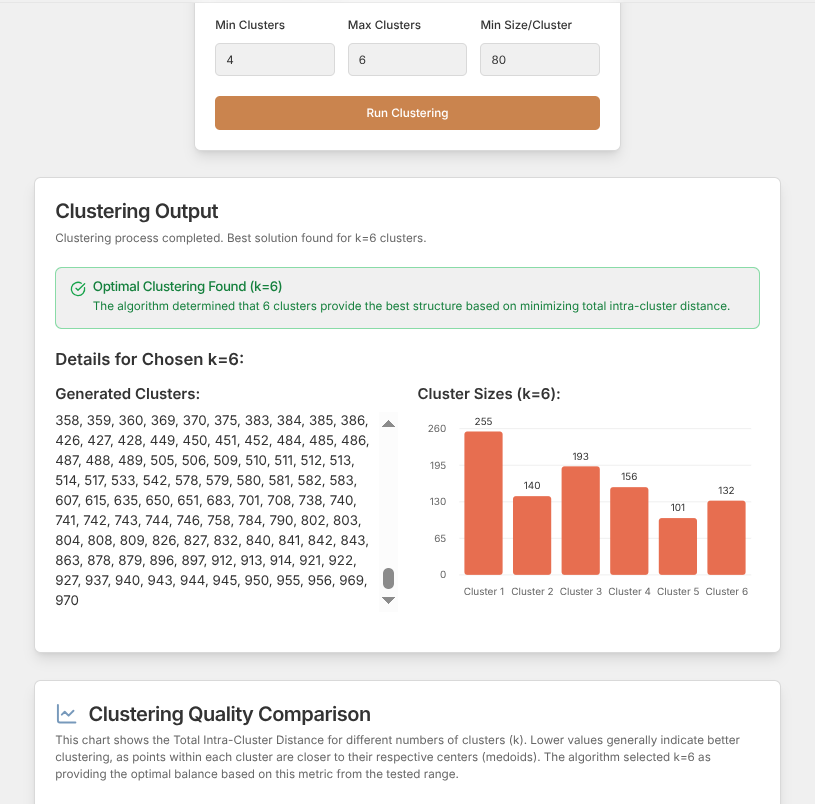 Min Clusters Max Clusters Min Size/Cluster
4 6 80
Run Clustering
Clustering Output
Clustering process completed. Best solution found for k=6 clusters.
Optimal Clustering Found (k=6)
The algorithm determined that 6 clusters provide the best structure based on minimizing total intra-cluster distance.
Details for Chosen k=6:
Generated Clusters:
358, 359, 360, 369, 370, 375, 383, 384, 385, 386,
426, 427, 428, 449, 450, 451, 452, 484, 485, 486,
487, 488, 489, 505, 506, 509, 510, 511, 512, 513,
514, 517, 533, 542, 578, 579, 580, 581, 582, 583,
607, 615, 635, 650, 651, 683, 701, 708, 738, 740,
741, 742, 743, 744, 746, 758, 784, 790, 802, 803,
804, 808, 809, 826, 827, 832, 840, 841, 842, 843,
863, 878, 879, 896, 897, 912, 913, 914, 921, 922,
927, 937, 940, 943, 944, 945, 950, 955, 956, 969,
970
Cluster Sizes (k=6):
260
195
130
65
0
255 140 193 156 101 132
Cluster 1 Cluster 2 Cluster 3 Cluster 4 Cluster 5 Cluster 6
Clustering Quality Comparison
This chart shows the Total Intra-Cluster Distance for different numbers of clusters (k). Lower values generally indicate better
clustering, as points within each cluster are closer to their respective centers (medoids). The algorithm selected k=6 as
providing the optimal balance based on this metric from the tested range.